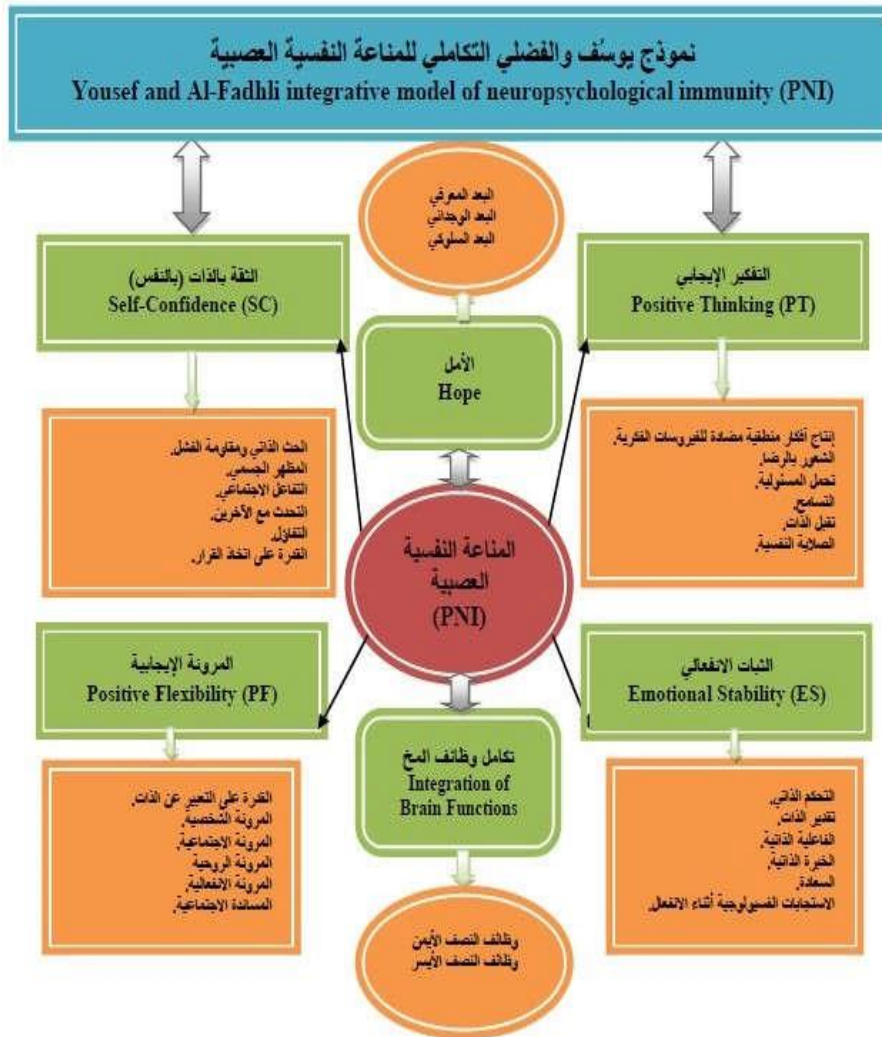 نموذج يوسُف والفضلي التكاملي للمناعة النفسية العصبية
Yousef and Al-Fadhli integrative model of neuropsychological immunity (PNI)
البعد المعرفي
البعد الوجداني
البعد السلوكي
التفكير الإيجابي
Positive Thinking (PT)
الثقة بالذات (بالنفس)
Self-Confidence (SC)
الأمل
Hope
إنتاج أفكار منطقية مضادة للفيروسات الفكرية.
الشعور بالرضا.
تحمل المسئولية.
التسامح.
تقبل الذات.
الصلابة النفسية.
الحث الذاتي ومقاومة الفشل.
المظهر الجسمي.
التفاعل الاجتماعي.
التحدث مع الآخرين.
التفاؤل.
القدرة على اتخاذ القرار.
المناعة النفسية
العصبية
(PNI)
الثبات الانفعالي
Emotional Stability (ES)
المرونة الإيجابية
Positive Flexibility (PF)
تكامل وظائف المخ
Integration of
Brain Functions
التحكم الذاتي.
تقدير الذات.
الفاعلية الذاتية.
الخبرة الذاتية.
السعادة.
الاستجابات الفسيولوجية أثناء الانفعال.
القدرة على التعبير عن الذات.
المرونة الشخصية.
المرونة الاجتماعية.
المرونة الروحية
المرونة الانفعالية.
المساندة الاجتماعية.
وظائف النصف الأيمن
وظائف النصف الأيسر